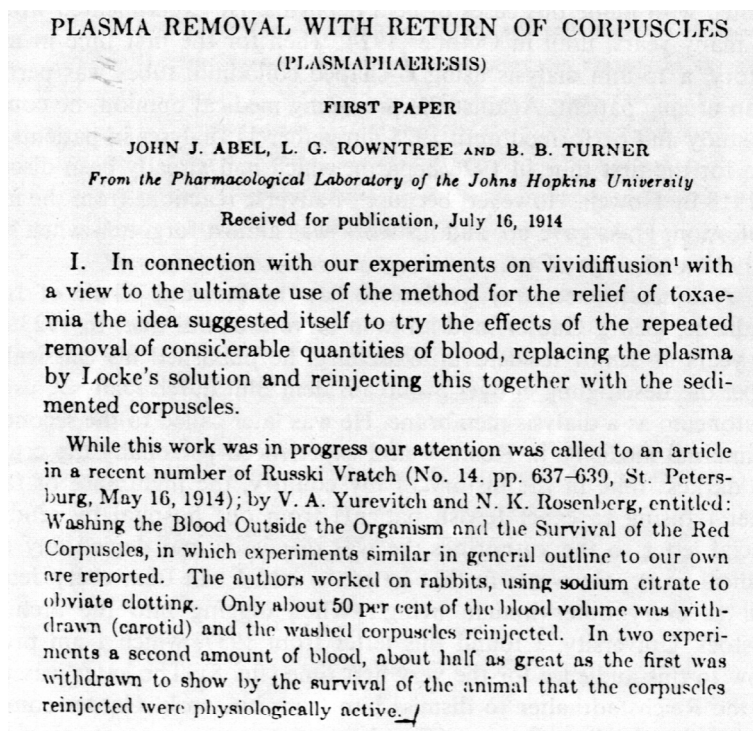 PLASMA REMOVAL WITH RETURN OF CORPUSCLES
(PLASMAPHAERESIS)
FIRST PAPER
JOHN J. ABEL, L. G. ROWNTREE AND B. B. TURNER
From the Pharmacological Laboratory of the Johns Hopkins University
Received for publication, July 16, 1914
I. In connection with our experiments on vividiffusion¹ with
a view to the ultimate use of the method for the relief of toxae-
mia the idea suggested itself to try the effects of the repeated
removal of considerable quantities of blood, replacing the plasma
by Locke's solution and reinjecting this together with the sedi-
mented corpuscles.
While this work was in progress our attention was called to an article
in a recent number of Russki Vratch (No. 14, pp. 637-639, St. Peters-
burg, May 16, 1914); by V. A. Yurevitch and N. K. Rosenberg, entitled:
Washing the Blood Outside the Organism and the Survival of the Red
Corpuscles, in which experiments similar in general outline to our own
are reported. The authors worked on rabbits, using sodium citrate to
obviate clotting. Only about 50 per cent of the blood volume was with-
drawn (carotid) and the washed corpuscles reinjected. In two experi-
ments a second amount of blood, about half as great as the first was
withdrawn to show by the survival of the animal that the corpuscles
reinjected were physiologically active.